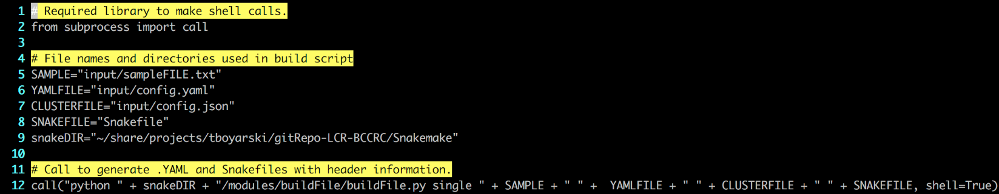 1 # Required library to make shell calls.
2 from subprocess import call
3
4 # File names and directories used in build script
5 SAMPLE="input/sampleFILE.txt"
6 YAMLFILE="input/config.yaml"
7 CLUSTERFILE="input/config.json"
8 SNAKEFILE="Snakefile"
9 snakeDIR="~/share/projects/tboyarski/gitRepo-LCR-BCCRC/Snakemake"
10
11 # Call to generate .YAML and Snakefiles with header information.
12 call("python " + snakeDIR + "/modules/buildFile/buildFile.py single " + SAMPLE + " " +  YAMLFILE + " " + CLUSTERFILE + " " + SNAKEFILE, shell=True)